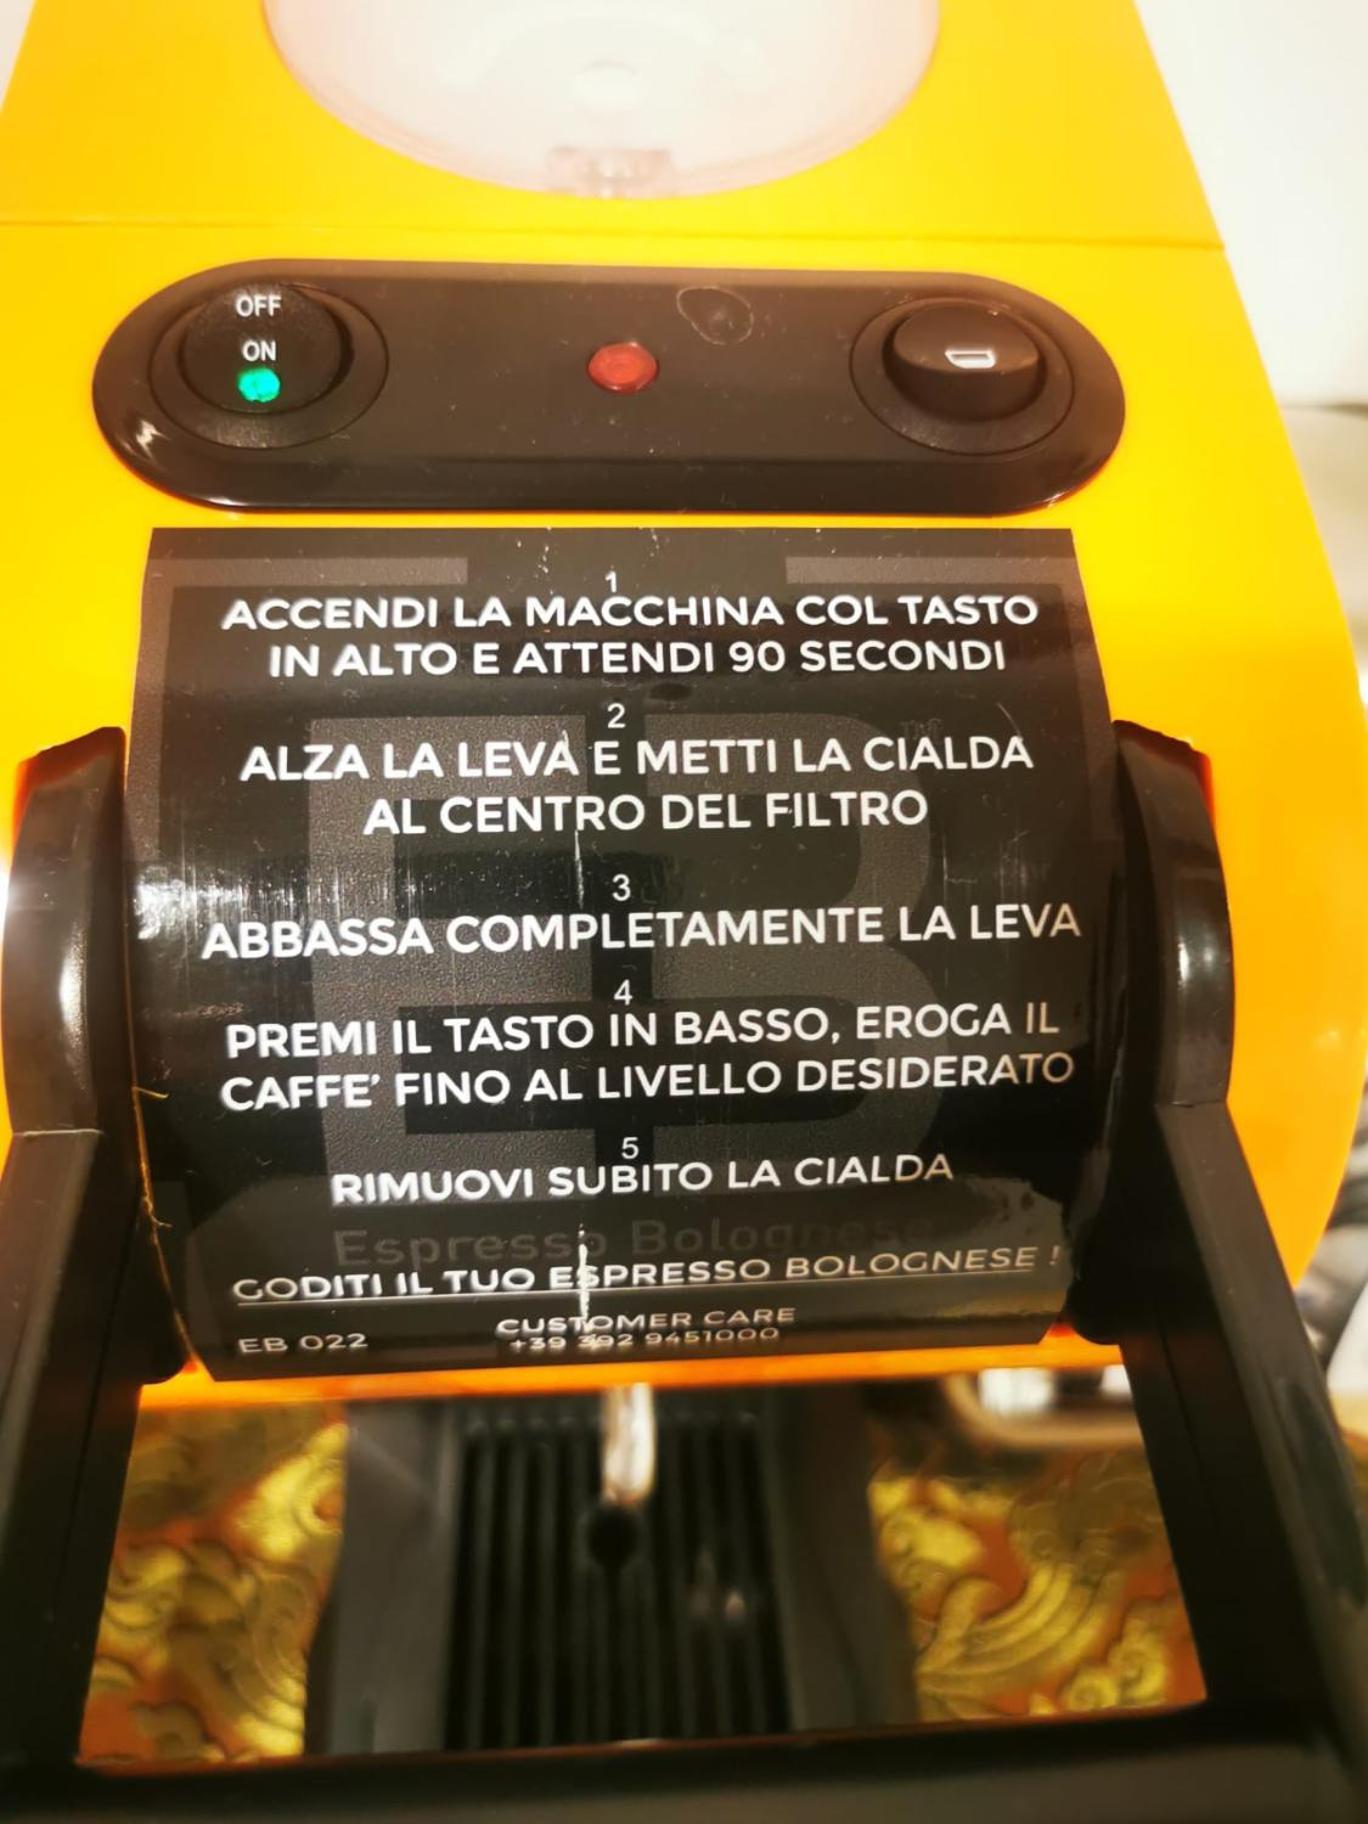 OFF
ON
1
ACCENDI LA MACCHINA COL TASTO
IN ALTO E ATTENDI 90 SECONDI
2
ALZA LA LEVA E METTI LA CIALDA
AL CENTRO DEL FILTRO
3
ABBASSA COMPLETAMENTE LA LEVA
4
PREMI IL TASTO IN BASSO, EROGA IL
CAFFE' FINO AL LIVELLO DESIDERATO
5
RIMUOVI SUBITO LA CIALDA
Espresso Bolognese
GODITI IL TUO ESPRESSO BOLOGNESE !
EB 022
CUSTOMER CARE
+39 392 9451000